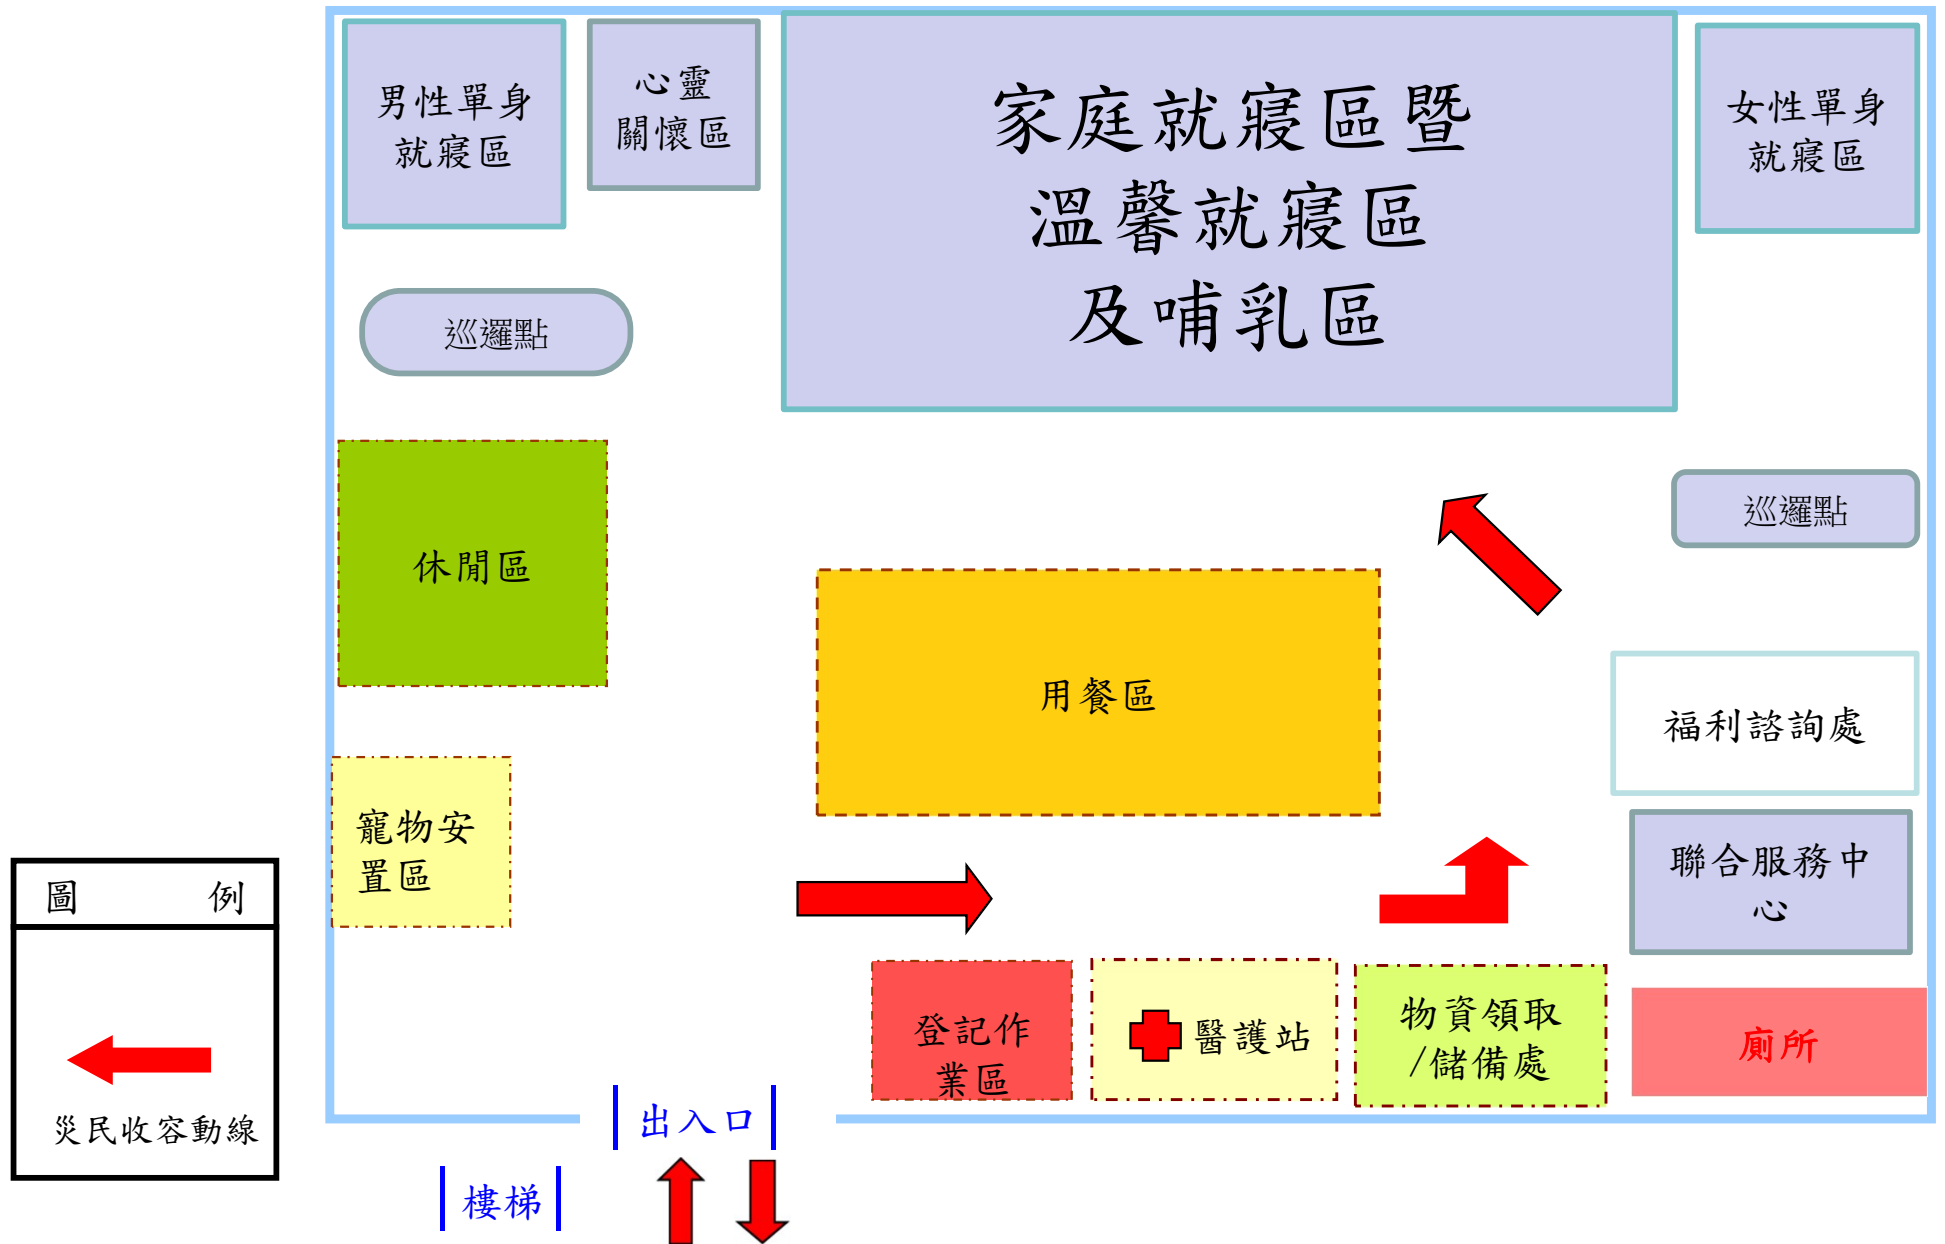 男性單身
就寢區
心靈
關懷區
家庭就寢區暨
溫馨就寢區
及哺乳區
女性單身
就寢區
巡邏點
巡邏點
休閒區
用餐區
福利諮詢處
寵物安
置區
聯合服務中
心
圖 例
災民收容動線
登記作
業區
醫護站
物資領取
/儲備處
廁所
出入口
樓梯